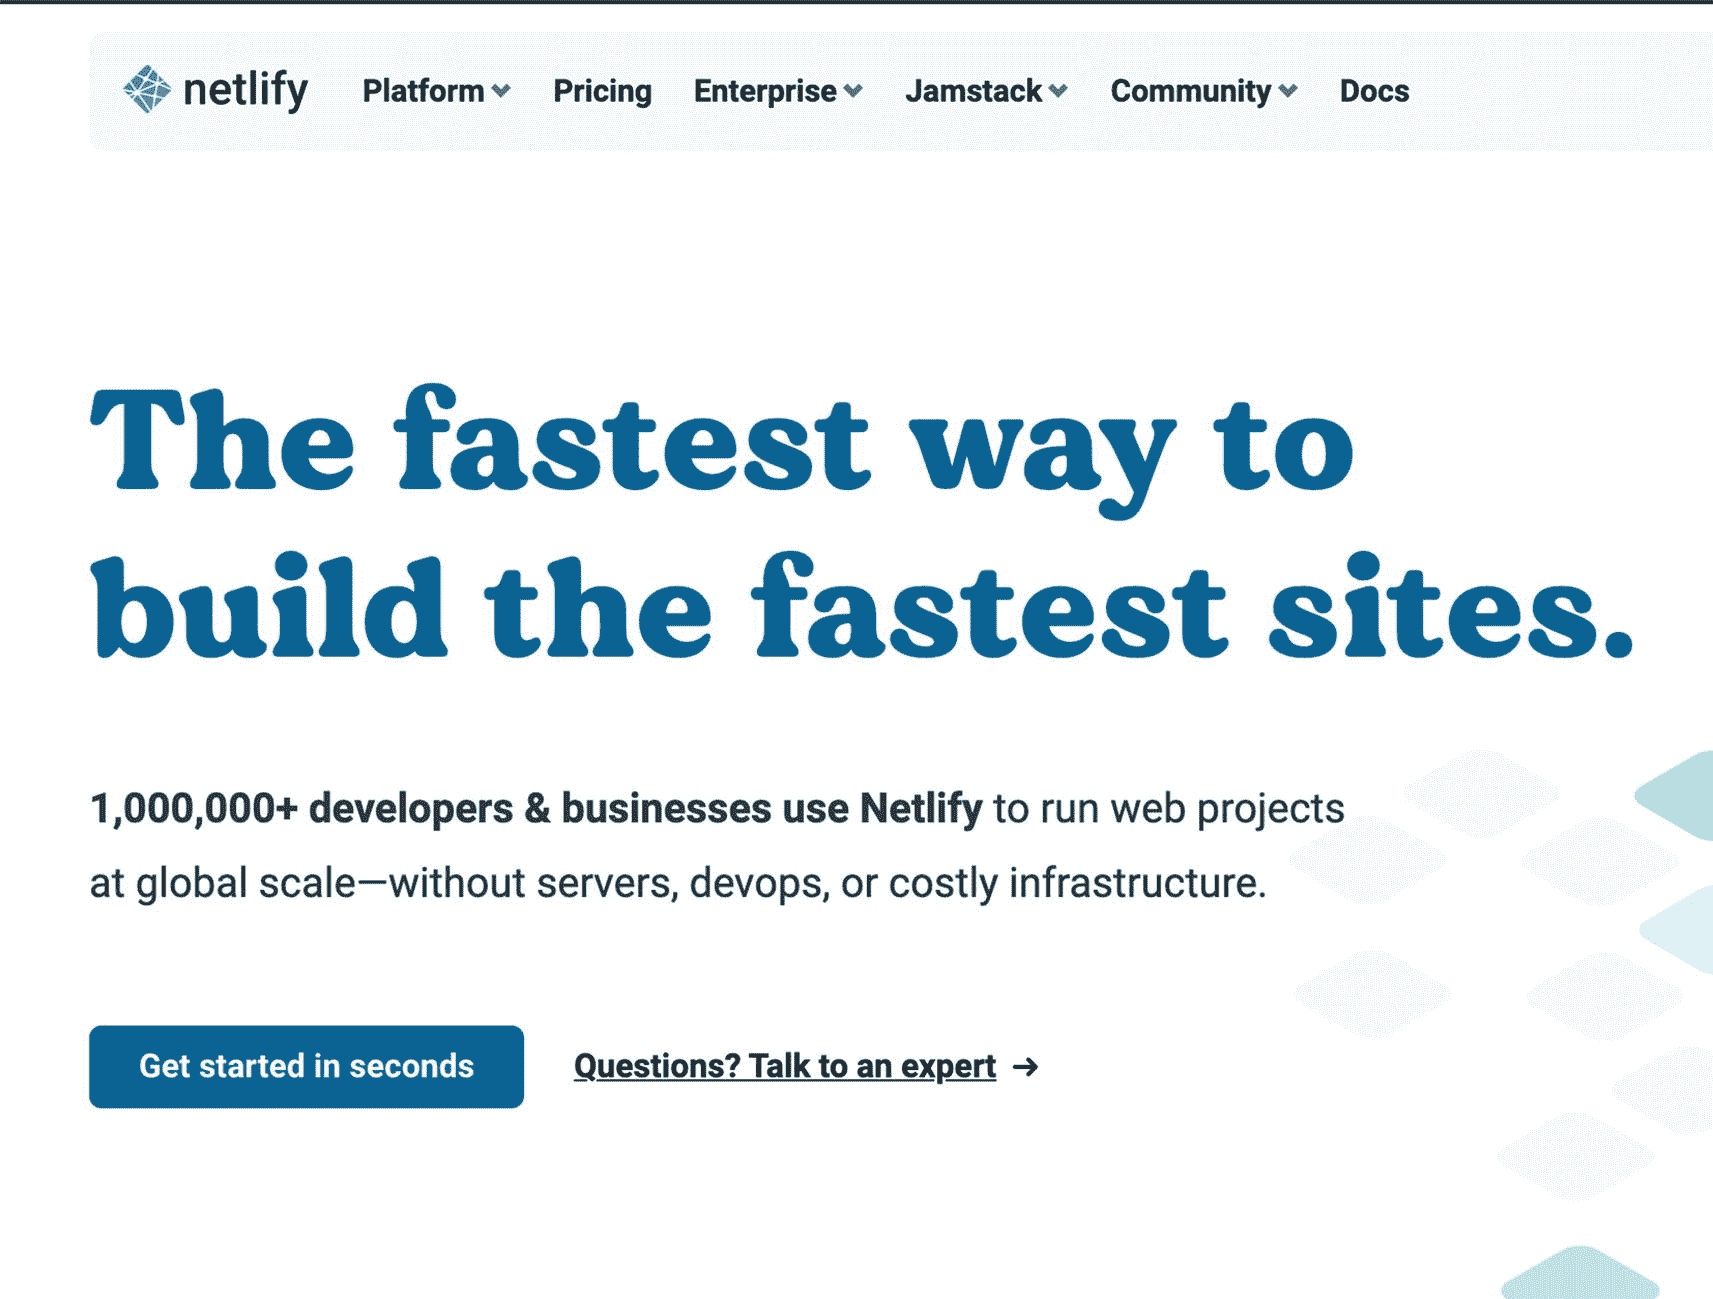 netlify Platform Pricing Enterprise Jamstack Community Docs
The fastest way to
build the fastest sites.
1,000,000+ developers & businesses use Netlify to run web projects
at global scale—without servers, devops, or costly infrastructure.
Get started in seconds Questions? Talk to an expert →